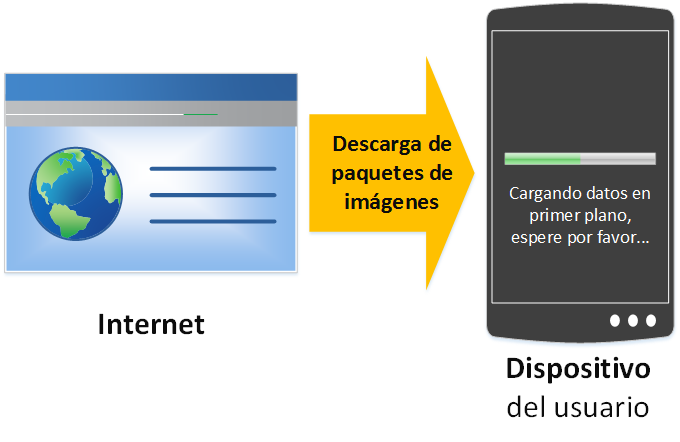 Descarga de
paquetes de
imágenes
Cargando datos en
primer plano,
espere por favor...
Internet
Dispositivo
del usuario